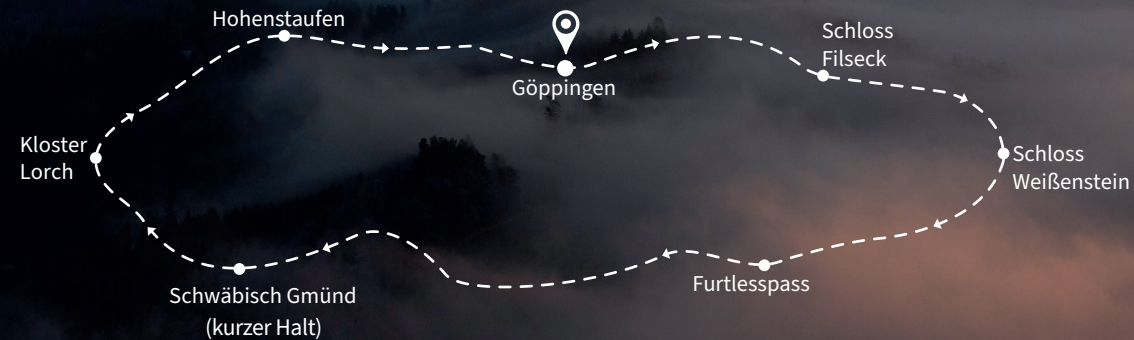 Hohenstaufen
Göppingen
Schloss
Filseck
Schloss
Weißenstein
Furtlesspass
Schwäbisch Gmünd
(kurzer Halt)
Kloster
Lorch